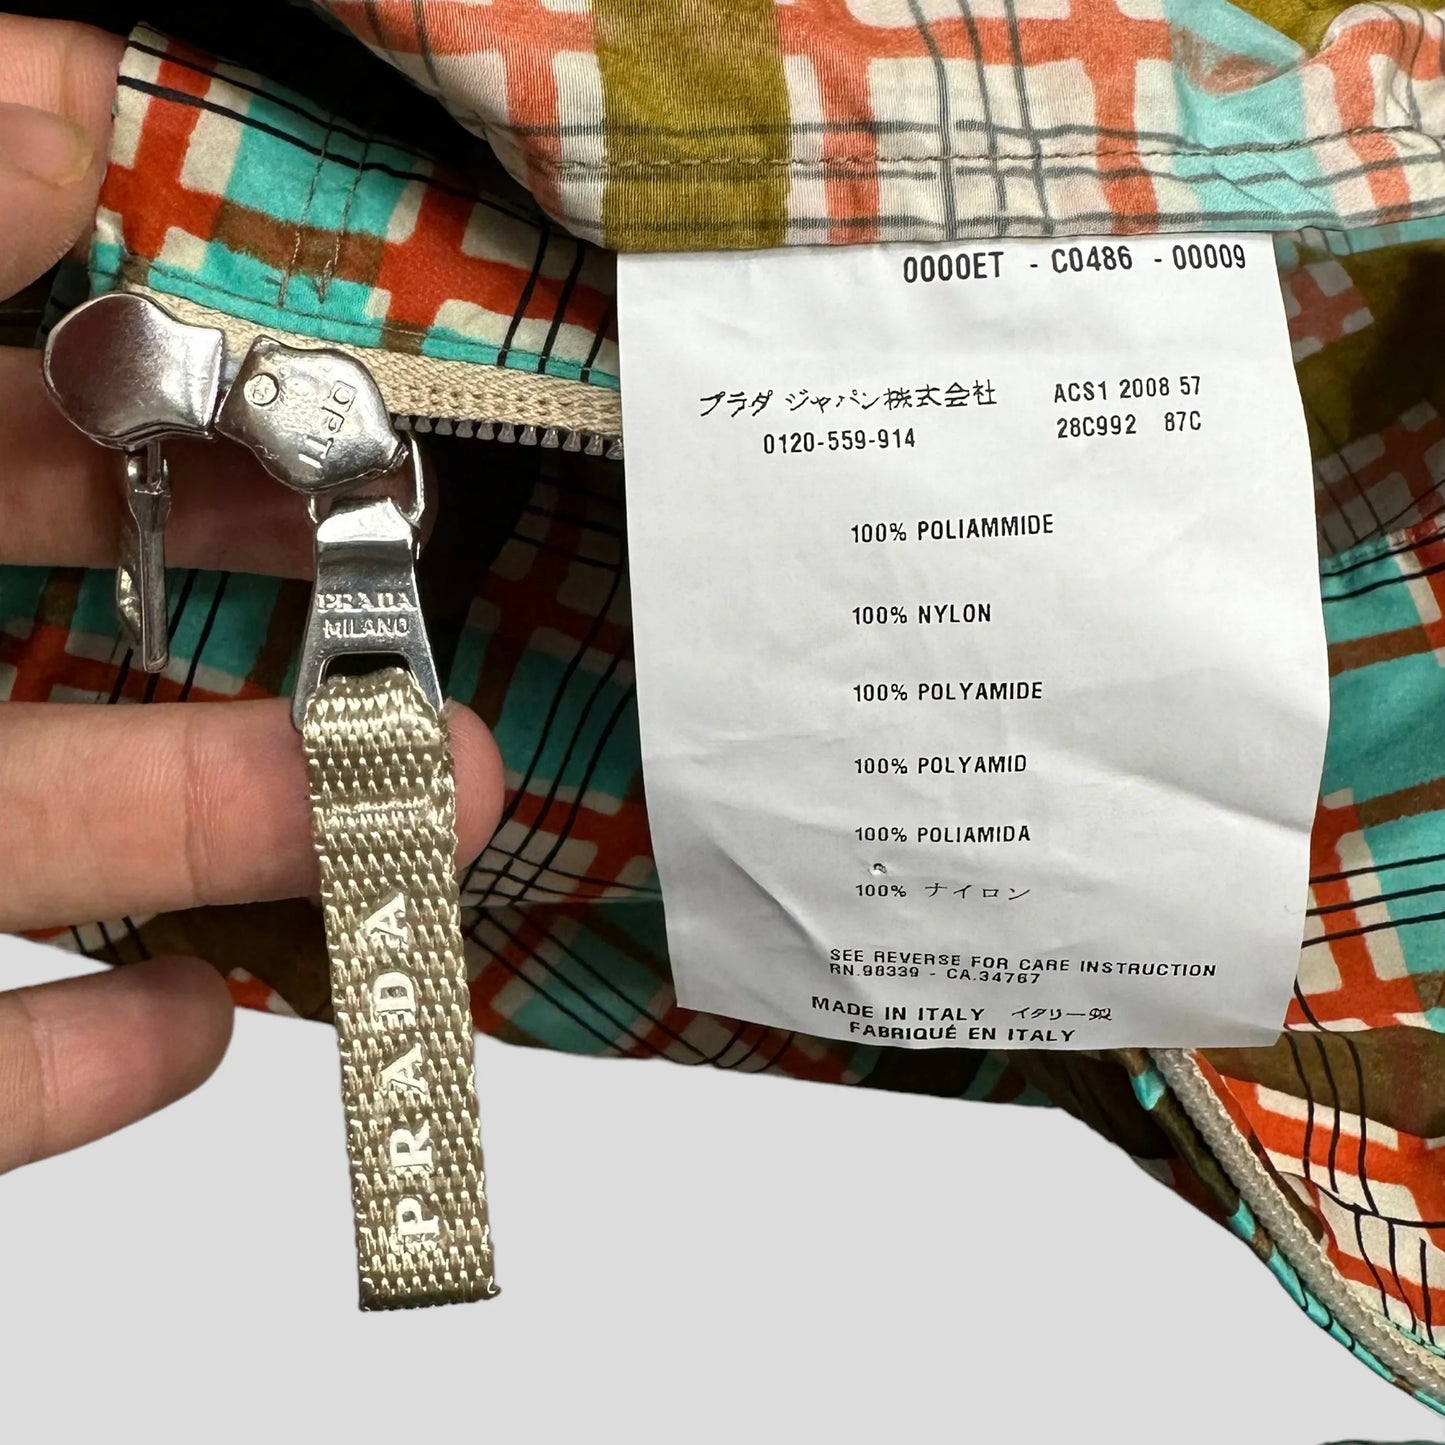 0000ET - C0486 - 00009
プラダ ジャパン株式会社 ACS1 2008 57
0120-559-914 28C992 87C
100% POLIAMMIDE
100% NYLON
100% POLYAMIDE
100% POLYAMID
100% POLIAMIDA
100% ナイロン
SEE REVERSE FOR CARE INSTRUCTION
RN.98339 - CA.34767
MADE IN ITALY イタリー製
FABRIQUÉ EN ITALY
PRADA
MILANO
PRADA